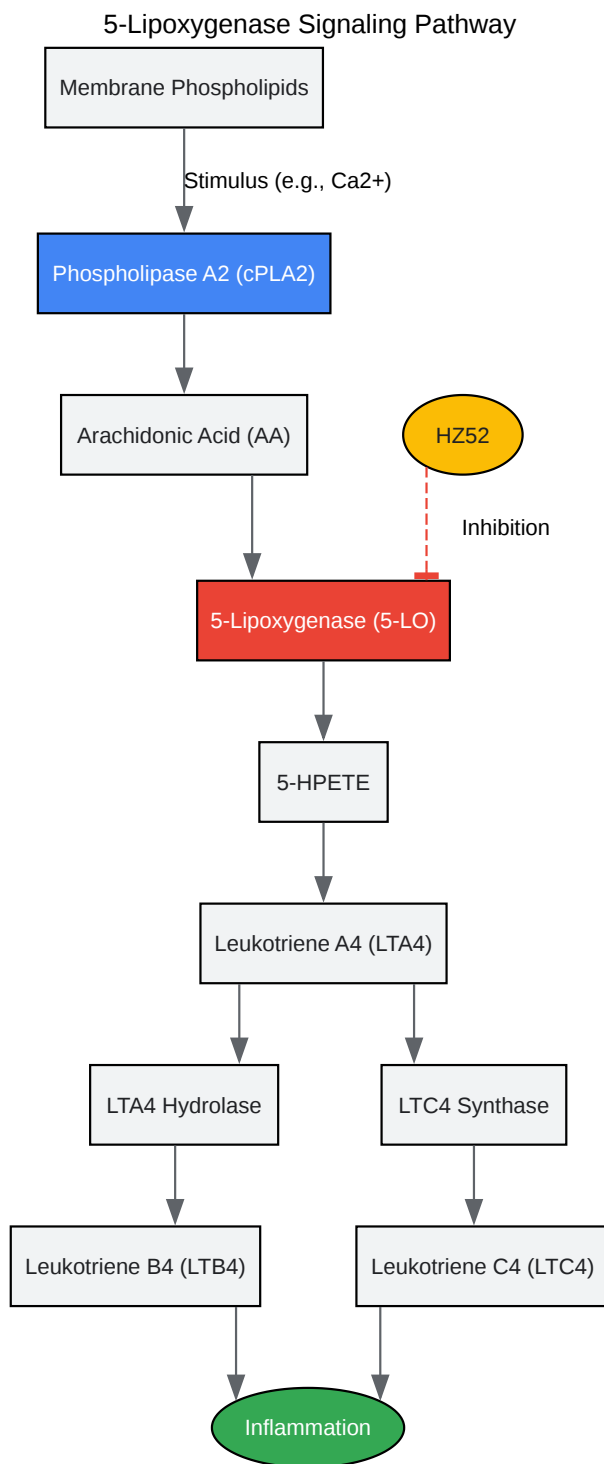 5-Lipoxygenase Signaling Pathway
Membrane Phospholipids
Stimulus (e.g., Ca2+)
Phospholipase A2 (cPLA2)
Arachidonic Acid (AA)
HZ52
Inhibition
5-Lipoxygenase (5-LO)
5-HPETE
Leukotriene A4 (LTA4)
LTA4 Hydrolase
LTC4 Synthase
Leukotriene B4 (LTB4)
Leukotriene C4 (LTC4)
Inflammation